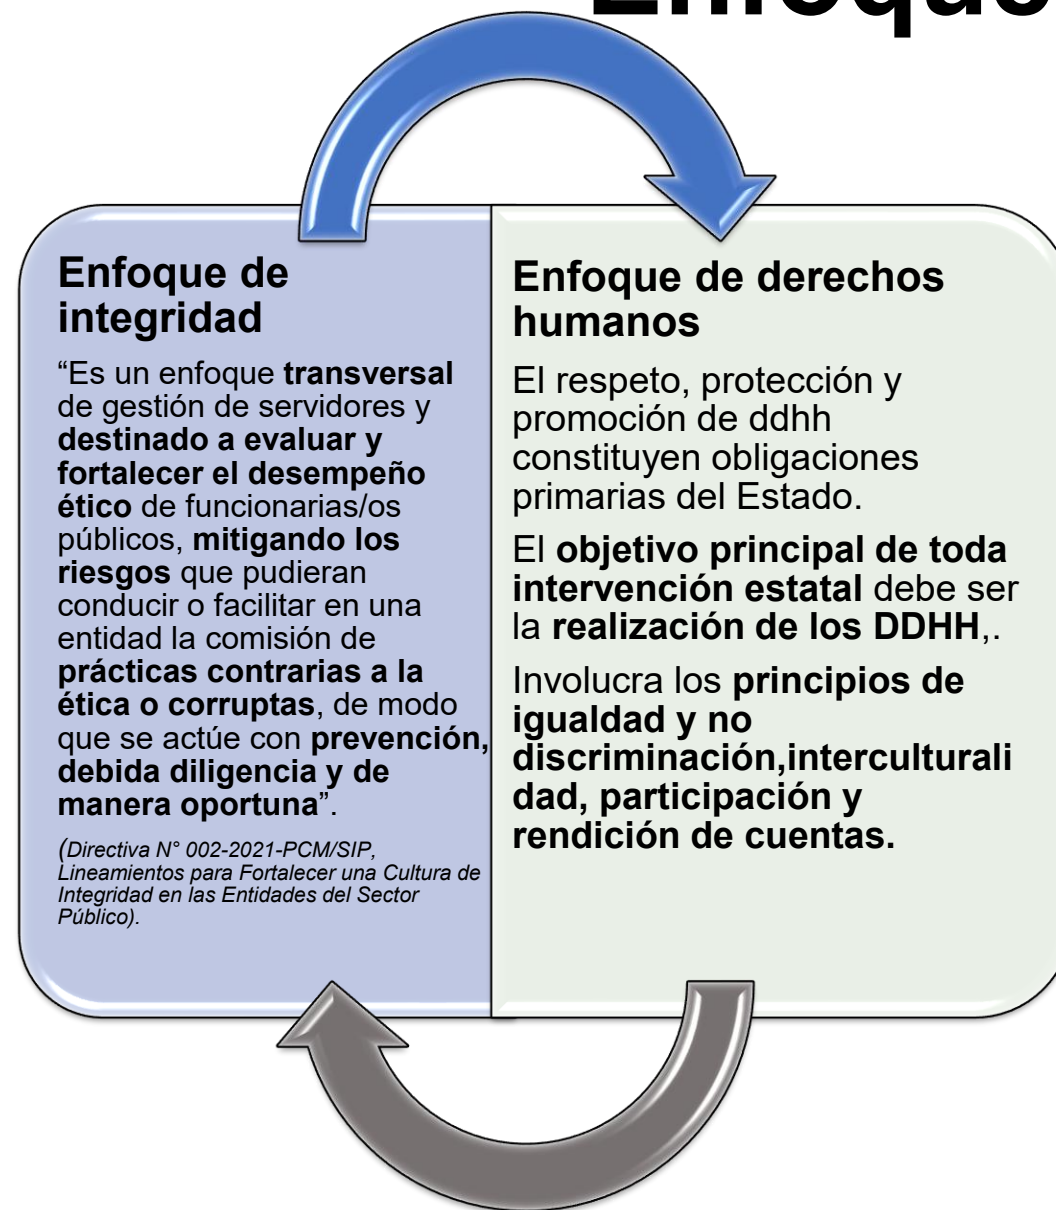 Enfoque de
integridad
“Es un enfoque transversal
de gestión de servidores y
destinado a evaluar y
fortalecer el desempeño
ético de funcionarias/os
públicos, mitigando los
riesgos que pudieran
conducir o facilitar en una
entidad la comisión de
prácticas contrarias a la
ética o corruptas, de modo
que se actúe con prevención,
debida diligencia y de
manera oportuna”.
(Directiva N° 002-2021-PCM/SIP,
Lineamientos para Fortalecer una Cultura de
Integridad en las Entidades del Sector
Público).
Enfoque de derechos
humanos
El respeto, protección y
promoción de ddhh
constituyen obligaciones
primarias del Estado.
El objetivo principal de toda
intervención estatal debe ser
la realización de los DDHH,.
Involucra los principios de
igualdad y no
discriminación,interculturali
dad, participación y
rendición de cuentas.